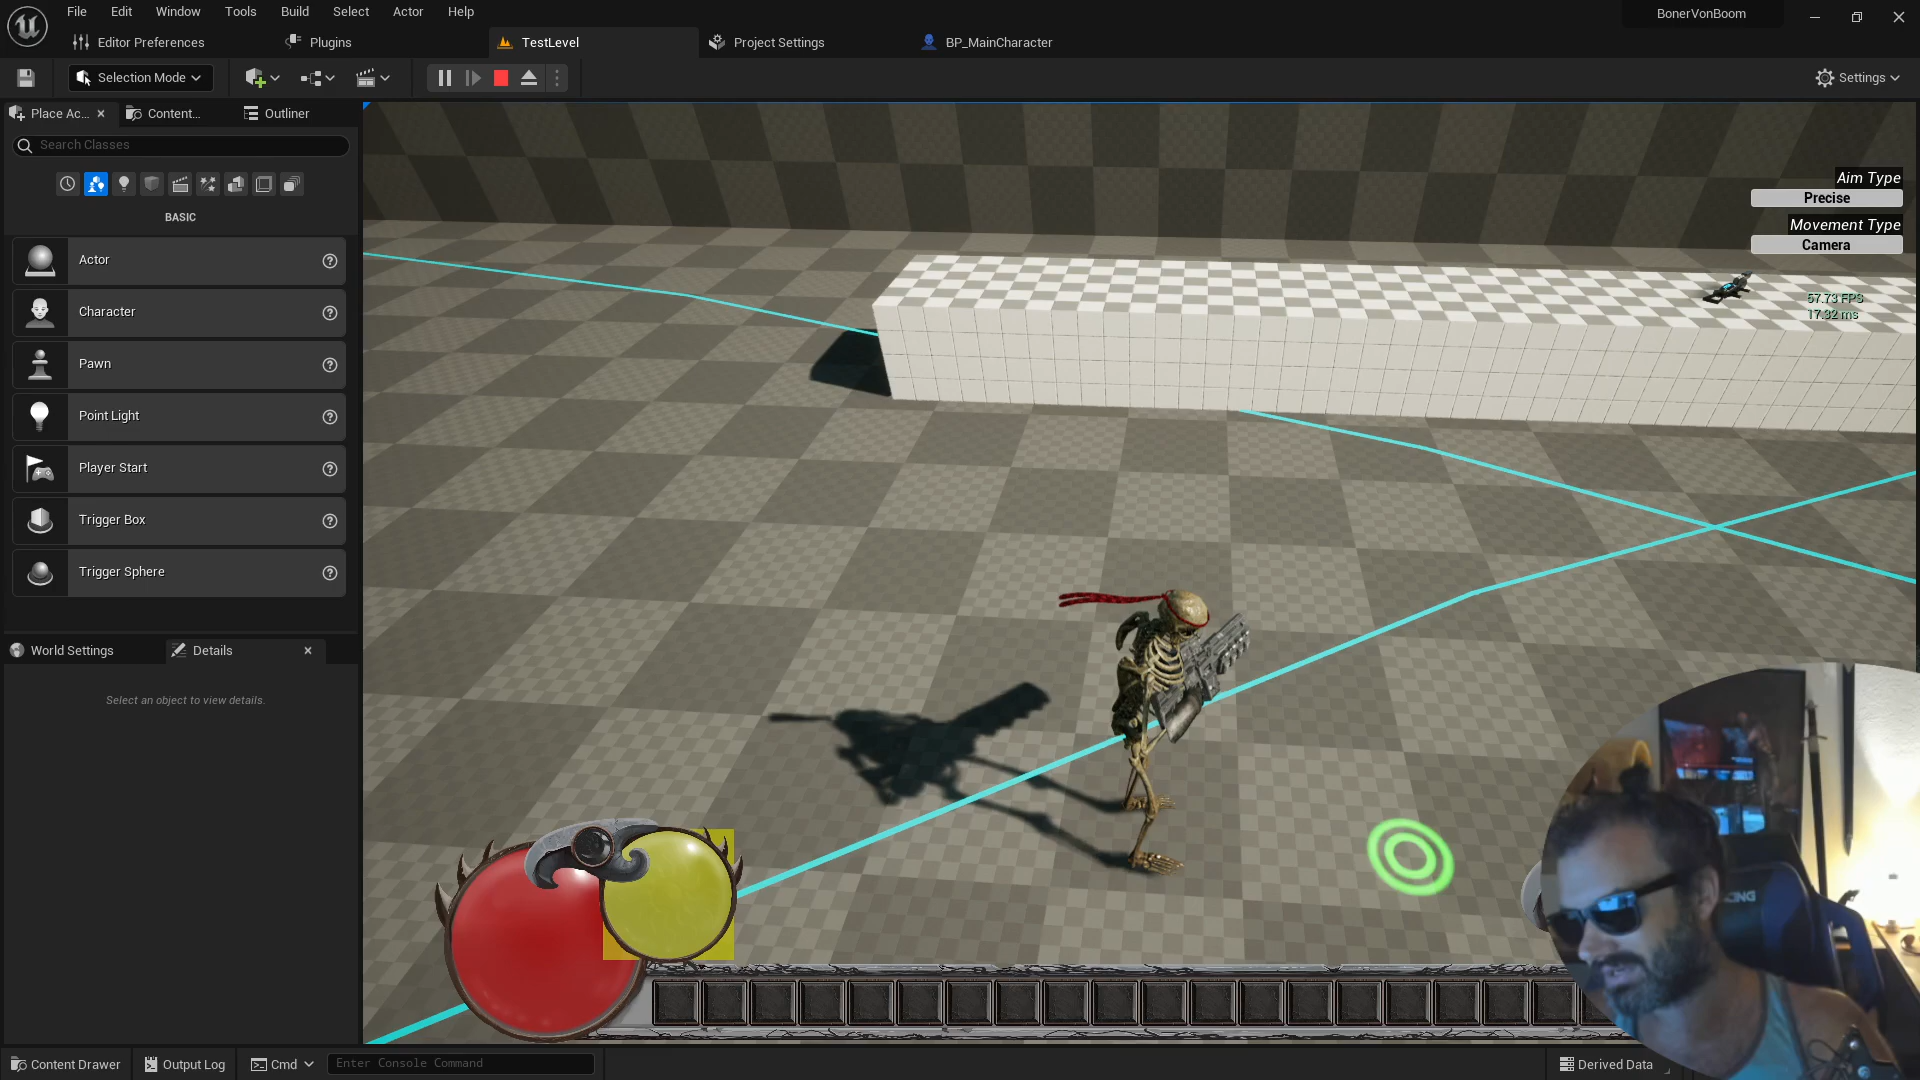 File Edit Window Tools Build Select Actor Help
BonerVonBoom
Editor Preferences
Plugins
TestLevel
Project Settings
BP_MainCharacter
Selection Mode
Settings
Place Ac...
Content...
Outliner
Search Classes
BASIC
Actor
Character
Pawn
Point Light
Player Start
Trigger Box
Trigger Sphere
World Settings
Details
Select an object to view details.
Aim Type
Precise
Movement Type
Camera
57.73 FPS
17.32 ms
Content Drawer
Output Log
Cmd
Enter Console Command
Derived Data